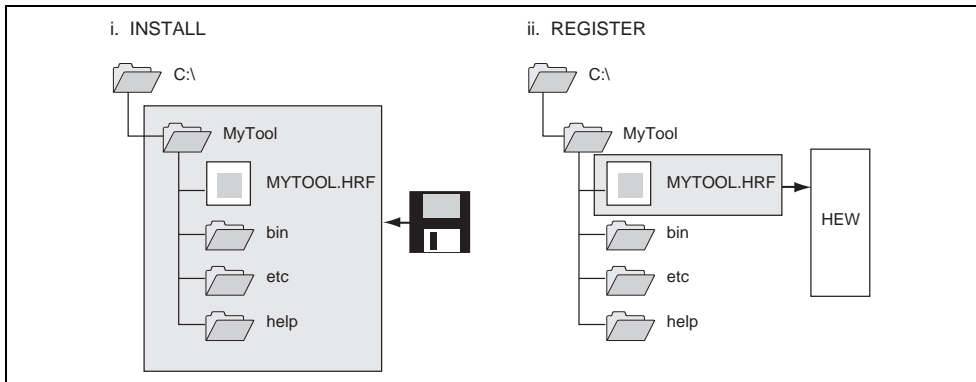 i. INSTALL
C:\
MyTool
MYTOOL.HRF
bin
etc
help
ii. REGISTER
C:\
MyTool
MYTOOL.HRF
HEW
bin
etc
help